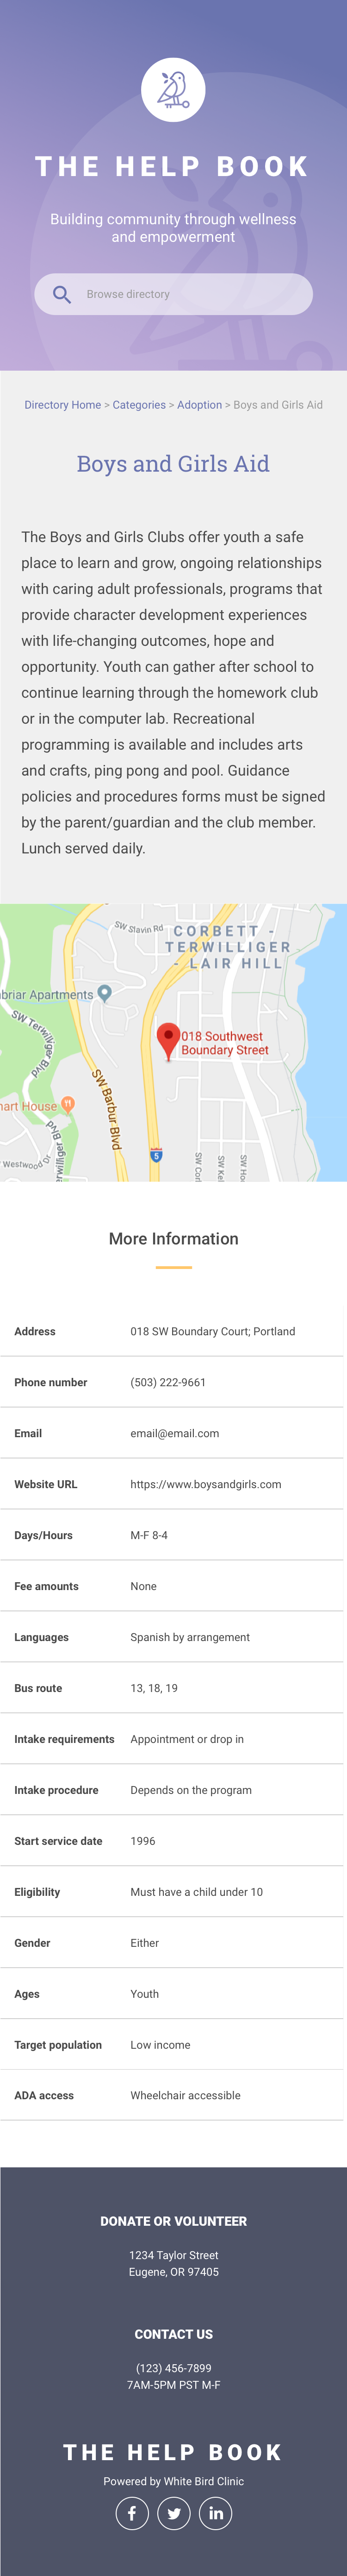 THE HELP BOOK
Building community through wellness
and empowerment
Browse directory
Directory Home > Categories > Adoption > Boys and Girls Aid
Boys and Girls Aid
The Boys and Girls Clubs offer youth a safe
place to learn and grow, ongoing relationships
with caring adult professionals, programs that
provide character development experiences
with life-changing outcomes, hope and
opportunity. Youth can gather after school to
continue learning through the homework club
or in the computer lab. Recreational
programming is available and includes arts
and crafts, ping pong and pool. Guidance
policies and procedures forms must be signed
by the parent/guardian and the club member.
Lunch served daily.
SW Slavin Rd
CORBETT -
TERWILLIGER
- LAIR HILL
briar Apartments
SW Terwilliger Blvd
018 Southwest
Boundary Street
SW Barbur Blvd
nart House
erwilliger Blvd
Westwood Dr
5
SW Cor
SW Kel
SW Ho
More Information
Address 018 SW Boundary Court; Portland
Phone number (503) 222-9661
Email email@email.com
Website URL https://www.boysandgirls.com
Days/Hours M-F 8-4
Fee amounts None
Languages Spanish by arrangement
Bus route 13, 18, 19
Intake requirements Appointment or drop in
Intake procedure Depends on the program
Start service date 1996
Eligibility Must have a child under 10
Gender Either
Ages Youth
Target population Low income
ADA access Wheelchair accessible
DONATE OR VOLUNTEER
1234 Taylor Street
Eugene, OR 97405
CONTACT US
(123) 456-7899
7AM-5PM PST M-F
THE HELP BOOK
Powered by White Bird Clinic